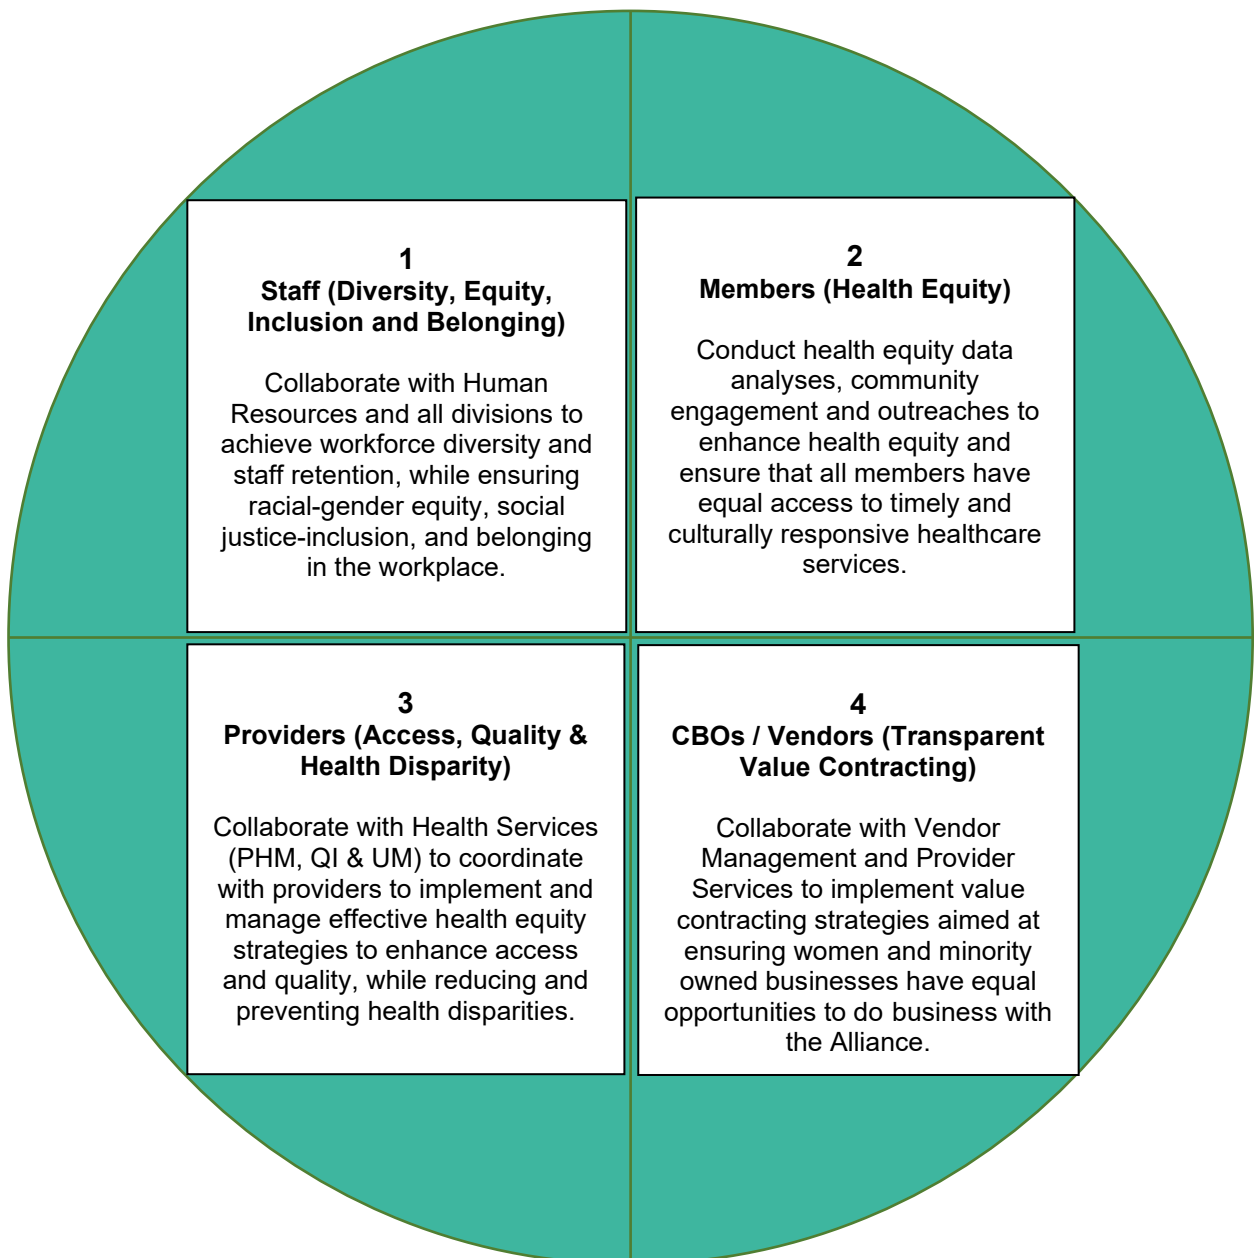 1
Staff (Diversity, Equity,
Inclusion and Belonging)
Collaborate with Human
Resources and all divisions to
achieve workforce diversity and
staff retention, while ensuring
racial-gender equity, social
justice-inclusion, and belonging
in the workplace.
2
Members (Health Equity)
Conduct health equity data
analyses, community
engagement and outreaches to
enhance health equity and
ensure that all members have
equal access to timely and
culturally responsive healthcare
services.
3
Providers (Access, Quality &
Health Disparity)
Collaborate with Health Services
(PHM, QI & UM) to coordinate
with providers to implement and
manage effective health equity
strategies to enhance access
and quality, while reducing and
preventing health disparities.
4
CBOs / Vendors (Transparent
Value Contracting)
Collaborate with Vendor
Management and Provider
Services to implement value
contracting strategies aimed at
ensuring women and minority
owned businesses have equal
opportunities to do business with
the Alliance.